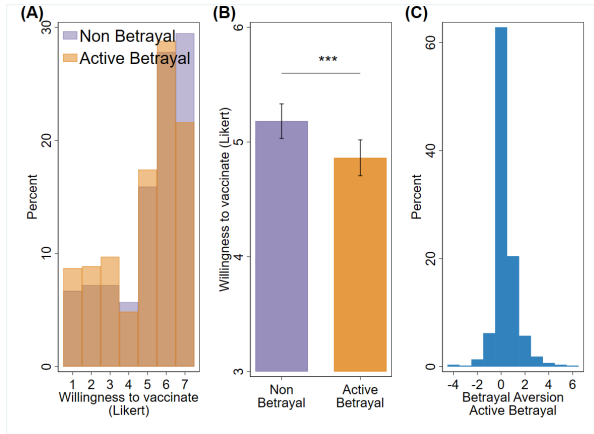 (A)
Non Betrayal
Active Betrayal
30
20
10
0
Percent
1 2 3 4 5 6 7
Willingness to vaccinate
(Likert)
(B)
6
5
4
3
Willingness to vaccinate (Likert)
***
Non
Betrayal
Active
Betrayal
(C)
60
40
20
0
Percent
-4 -2 0 2 4 6
Betrayal Aversion
Active Betrayal